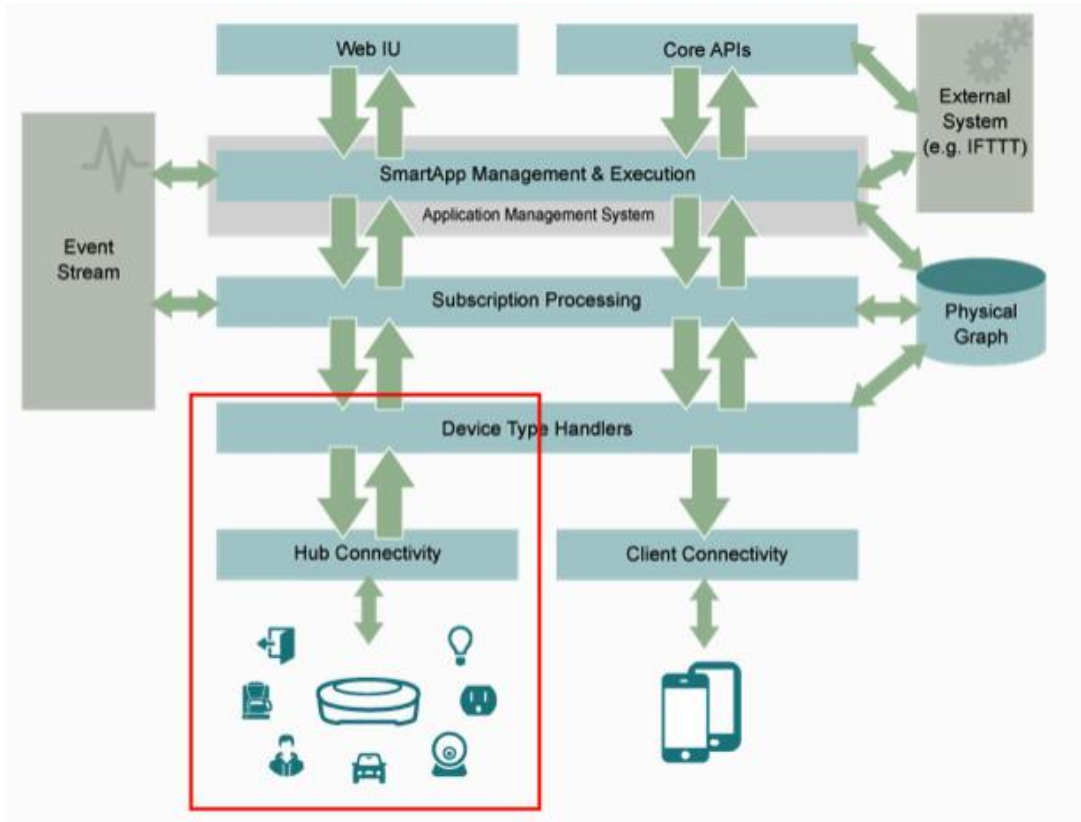 Web IU
Core APIs
External
System
(e.g. IFTTT)
SmartApp Management & Execution
Application Management System
Event
Stream
Subscription Processing
Physical
Graph
Device Type Handlers
Hub Connectivity
Client Connectivity